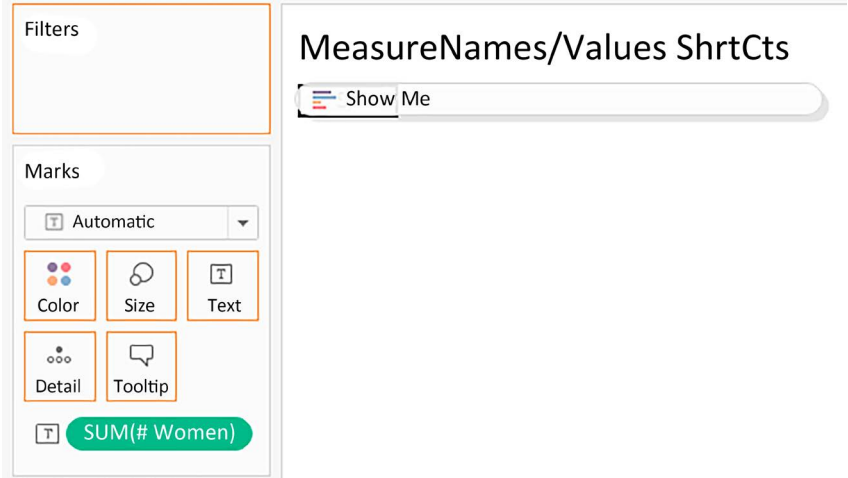 Filters
MeasureNames/Values ShrtCts
Show Me
Marks
Automatic
Color Size Text
Detail Tooltip
SUM(# Women)